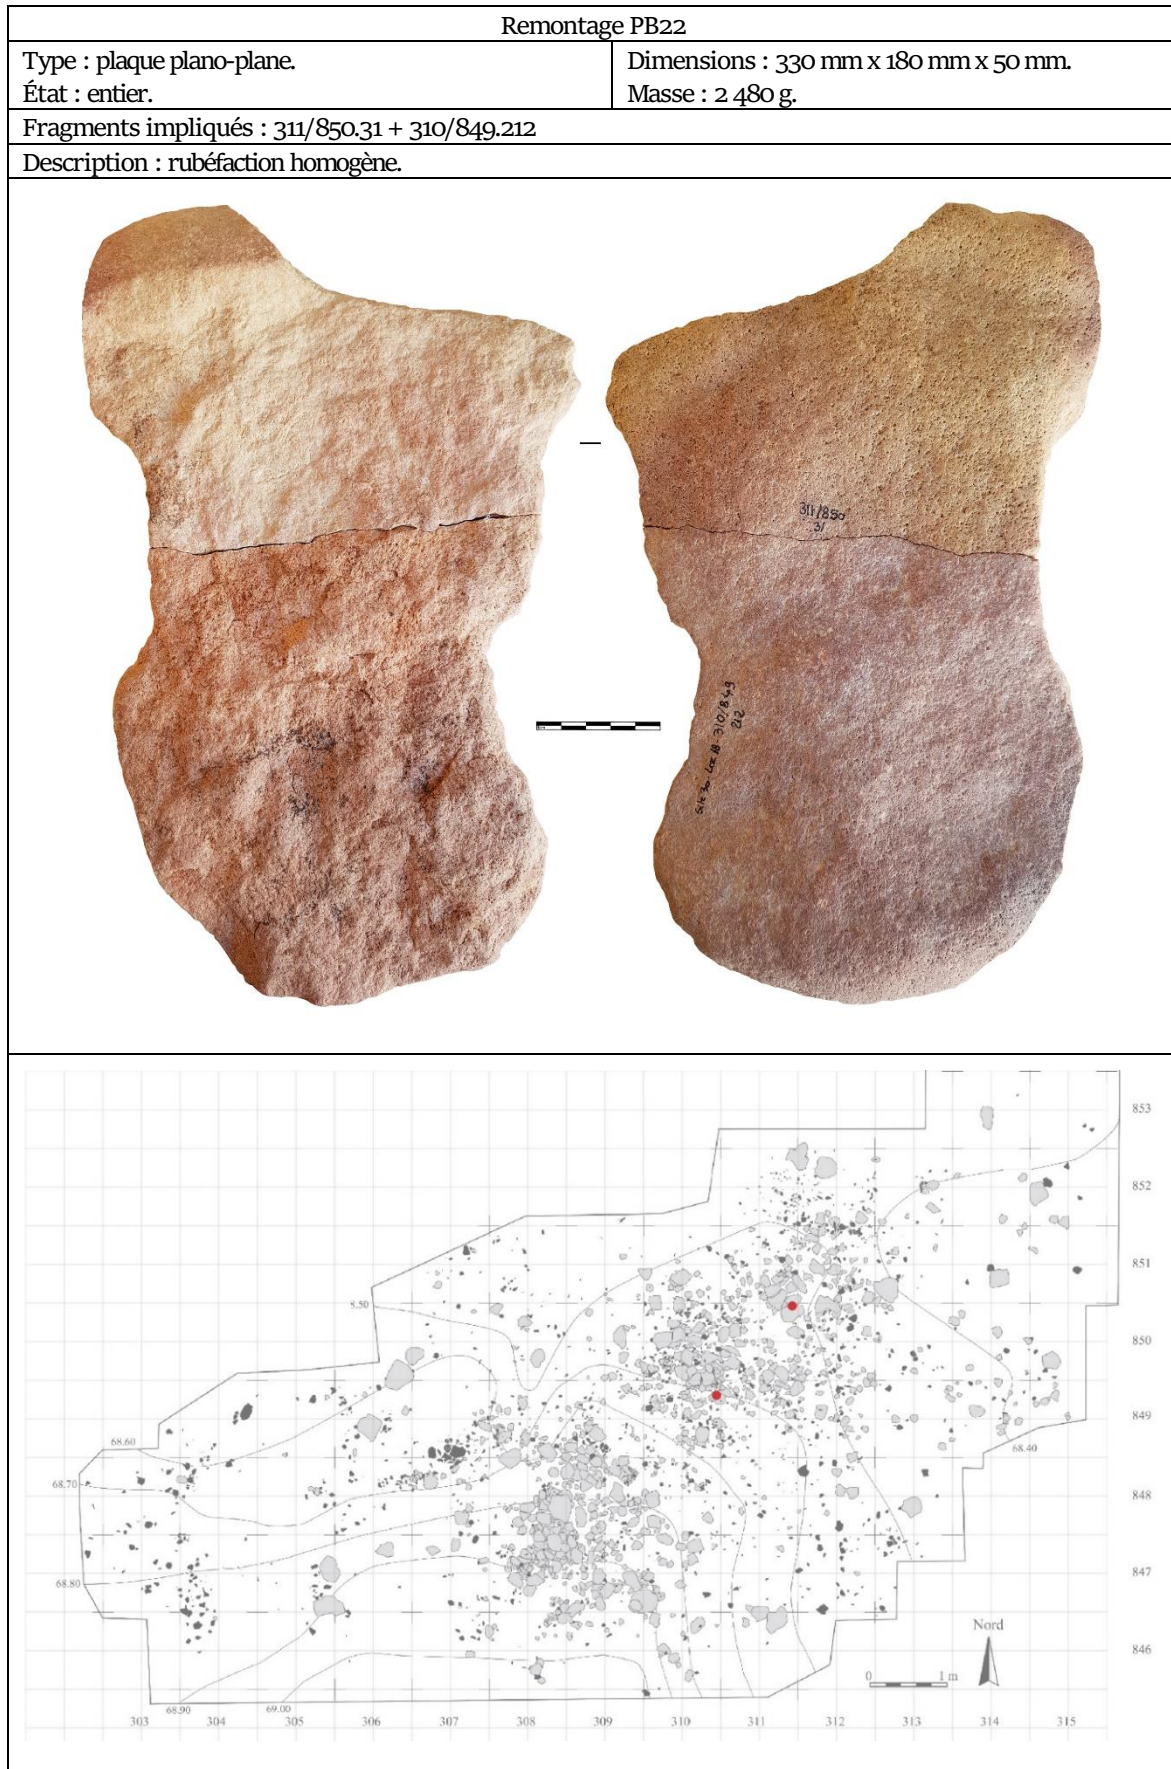 Remontage PB22
Type : plaque plano-plane.
État : entier.
Dimensions : 330 mm x 180 mm x 50 mm.
Masse : 2 480 g.
Fragments impliqués : 311/850.31 + 310/849.212
Description : rubéfaction homogène.
311/850
31
310/849
212
853
852
851
850
849
848
847
846
8.50
68.60
68.70
68.80
68.90
69.00
68.40
Nord
0 1 m
303 304 305 306 307 308 309 310 311 312 313 314 315